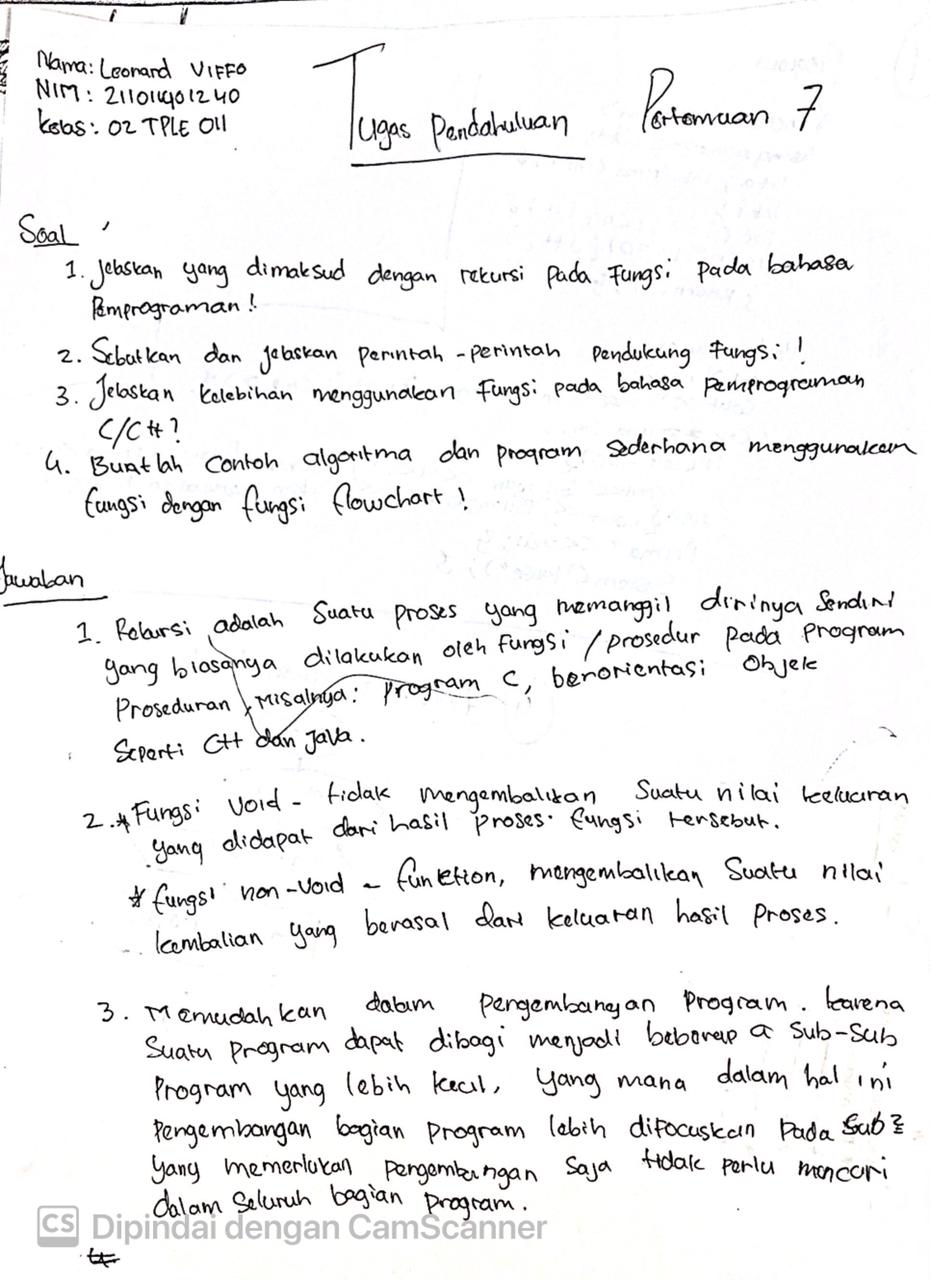 Nama: Leonard VIFFO
NIM: 211011401240
kelas: 02 TPLE 011
Tugas Pendahuluan Pertemuan 7
Soal
1. Jelaskan yang dimaksud dengan rekursi pada Fungsi pada bahasa
Pemprograman!
2. Sebutkan dan jelaskan perintah-perintah Pendukung Fungsi!
3. Jelaskan kelebihan menggunakan Fungsi pada bahasa pemprograman
C/C++?
4. Buatlah contoh algoritma dan program sederhana menggunakan
fungsi dengan fungsi flowchart!
Jawaban
1. Rekursi adalah Suatu proses yang memanggil dirinya Sendiri
yang biasanya dilakukan oleh fungsi / prosedur pada program
Proseduran, Misalnya: program C, berorientasi Objek
Seperti C++ dan java.
2. * Fungsi Void - tidak mengembalikan Suatu nilai keluaran
yang didapat dari hasil proses. fungsi tersebut.
* fungsi non-void - funktion, mengembalikan Suatu nilai
kembalian yang berasal dari keluaran hasil Proses.
3. Memudahkan dalam pengembangan Program. karena
Suatu program dapat dibagi menjadi beberapa Sub-Sub
Program yang lebih kecil, yang mana dalam hal ini
Pengembangan bagian program lebih difocuskan Pada Sub2
yang memerlukan pengembangan saja tidak perlu mencari
dalam Seluruh bagian program.
CS Dipindai dengan CamScanner